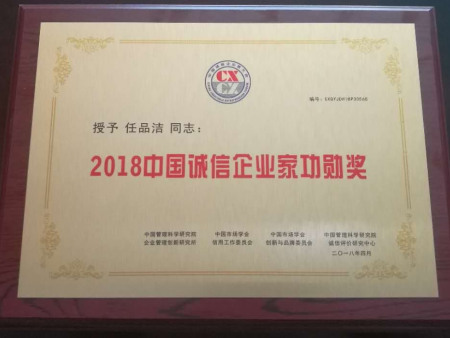 CX
CZ
授予 任品洁 同志：
2018中国诚信企业家功勋奖
中国管理科学研究院 中国市场学会 中国市场学会 中国管理科学研究院
企业管理创新研究所 信用工作委员会 创新与品牌委员会 诚信评价研究中心
二〇一八年四月